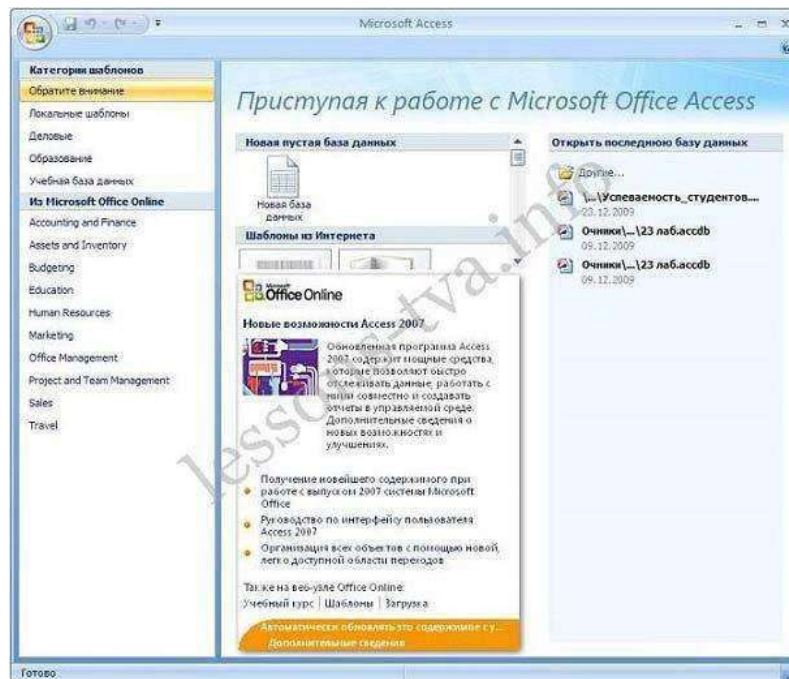 Microsoft Access
Категории шаблонов
Обратите внимание
Локальные шаблоны
Деловые
Образование
Учебная база данных
Из Microsoft Office Online
Accounting and Finance
Assets and Inventory
Budgeting
Education
Human Resources
Marketing
Office Management
Project and Team Management
Sales
Travel
Приступая к работе с Microsoft Office Access
Новая пустая база данных
Новая база
данных
Шаблоны из Интернета
Microsoft
Office Online
Новые возможности Access 2007
Обновленная программа Access
2007 содержит мощные средства,
которые позволяют быстро
отслеживать данные, работать с
ними совместно и создавать
отчеты в управляемой среде.
Дополнительные сведения о
новых возможностях и
улучшениях.
Получение новейшего содержимого при
работе с выпуском 2007 системы Microsoft
Office
Руководство по интерфейсу пользователя
Access 2007
Организация всех объектов с помощью новой,
легко доступной области переходов
Также на веб-узле Office Online:
Учебный курс | Шаблоны | Загрузка
Автоматически обновлять это содержимое с у...
Дополнительные сведения
Открыть последнюю базу данных
Другие...
\...\Успеваемость_студентов....
23.12.2009
Очники\...\23 лаб.accdb
09.12.2009
Очники\...\23 лаб.accdb
09.12.2009
Готово
lessons-tva.info